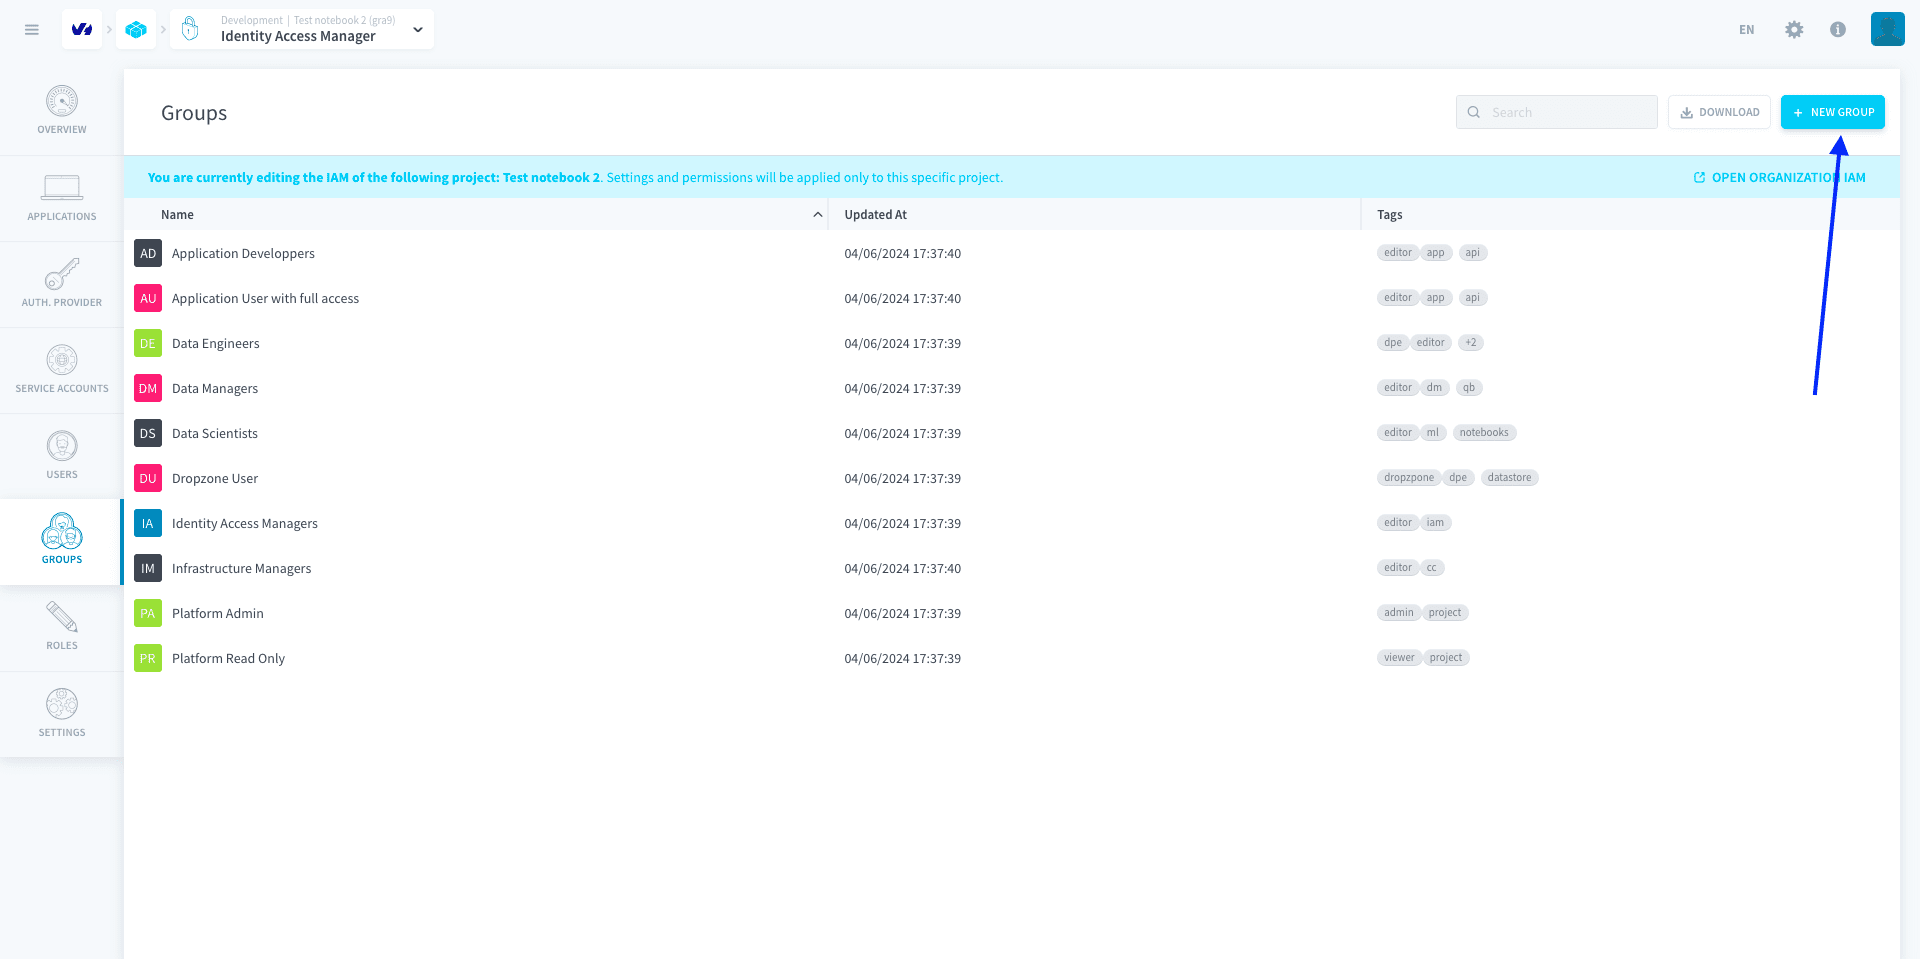 Development | Test notebook 2 (gra9)
Identity Access Manager
EN
OVERVIEW
APPLICATIONS
AUTH. PROVIDER
SERVICE ACCOUNTS
USERS
GROUPS
ROLES
SETTINGS
Groups
Search
DOWNLOAD
+ NEW GROUP
You are currently editing the IAM of the following project: Test notebook 2. Settings and permissions will be applied only to this specific project.
OPEN ORGANIZATION IAM
Name Updated At Tags
AD Application Developpers 04/06/2024 17:37:40 editor app api
AU Application User with full access 04/06/2024 17:37:40 editor app api
DE Data Engineers 04/06/2024 17:37:39 dpe editor +2
DM Data Managers 04/06/2024 17:37:39 editor dm qb
DS Data Scientists 04/06/2024 17:37:39 editor ml notebooks
DU Dropzone User 04/06/2024 17:37:39 dropzpone dpe datastore
IA Identity Access Managers 04/06/2024 17:37:39 editor iam
IM Infrastructure Managers 04/06/2024 17:37:40 editor cc
PA Platform Admin 04/06/2024 17:37:39 admin project
PR Platform Read Only 04/06/2024 17:37:39 viewer project